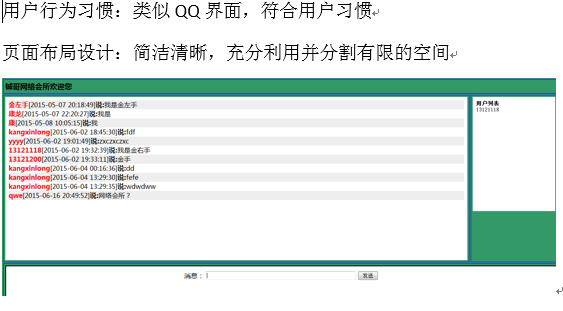 用户行为习惯：类似 QQ 界面，符合用户习惯
页面布局设计：简洁清晰，充分利用并分割有限的空间
铖哥网络会所欢迎您
金左手[2015-05-07 20:18:49]说:我是金左手
康龙[2015-05-07 22:20:27]说:我是
康[2015-05-08 10:05:15]说:我
kangxinlong[2015-06-02 18:45:30]说:fdf
yyyy[2015-06-02 19:01:49]说:zxczxczxc
13121118[2015-06-02 19:32:39]说:我是金右手
13121200[2015-06-02 19:33:11]说:金手
kangxinlong[2015-06-04 00:16:36]说:dd
kangxinlong[2015-06-04 13:29:30]说:fefe
kangxinlong[2015-06-04 13:29:35]说:wdwdww
qwe[2015-06-16 20:49:52]说:网络会所？
用户列表
13121118
消息：
发送